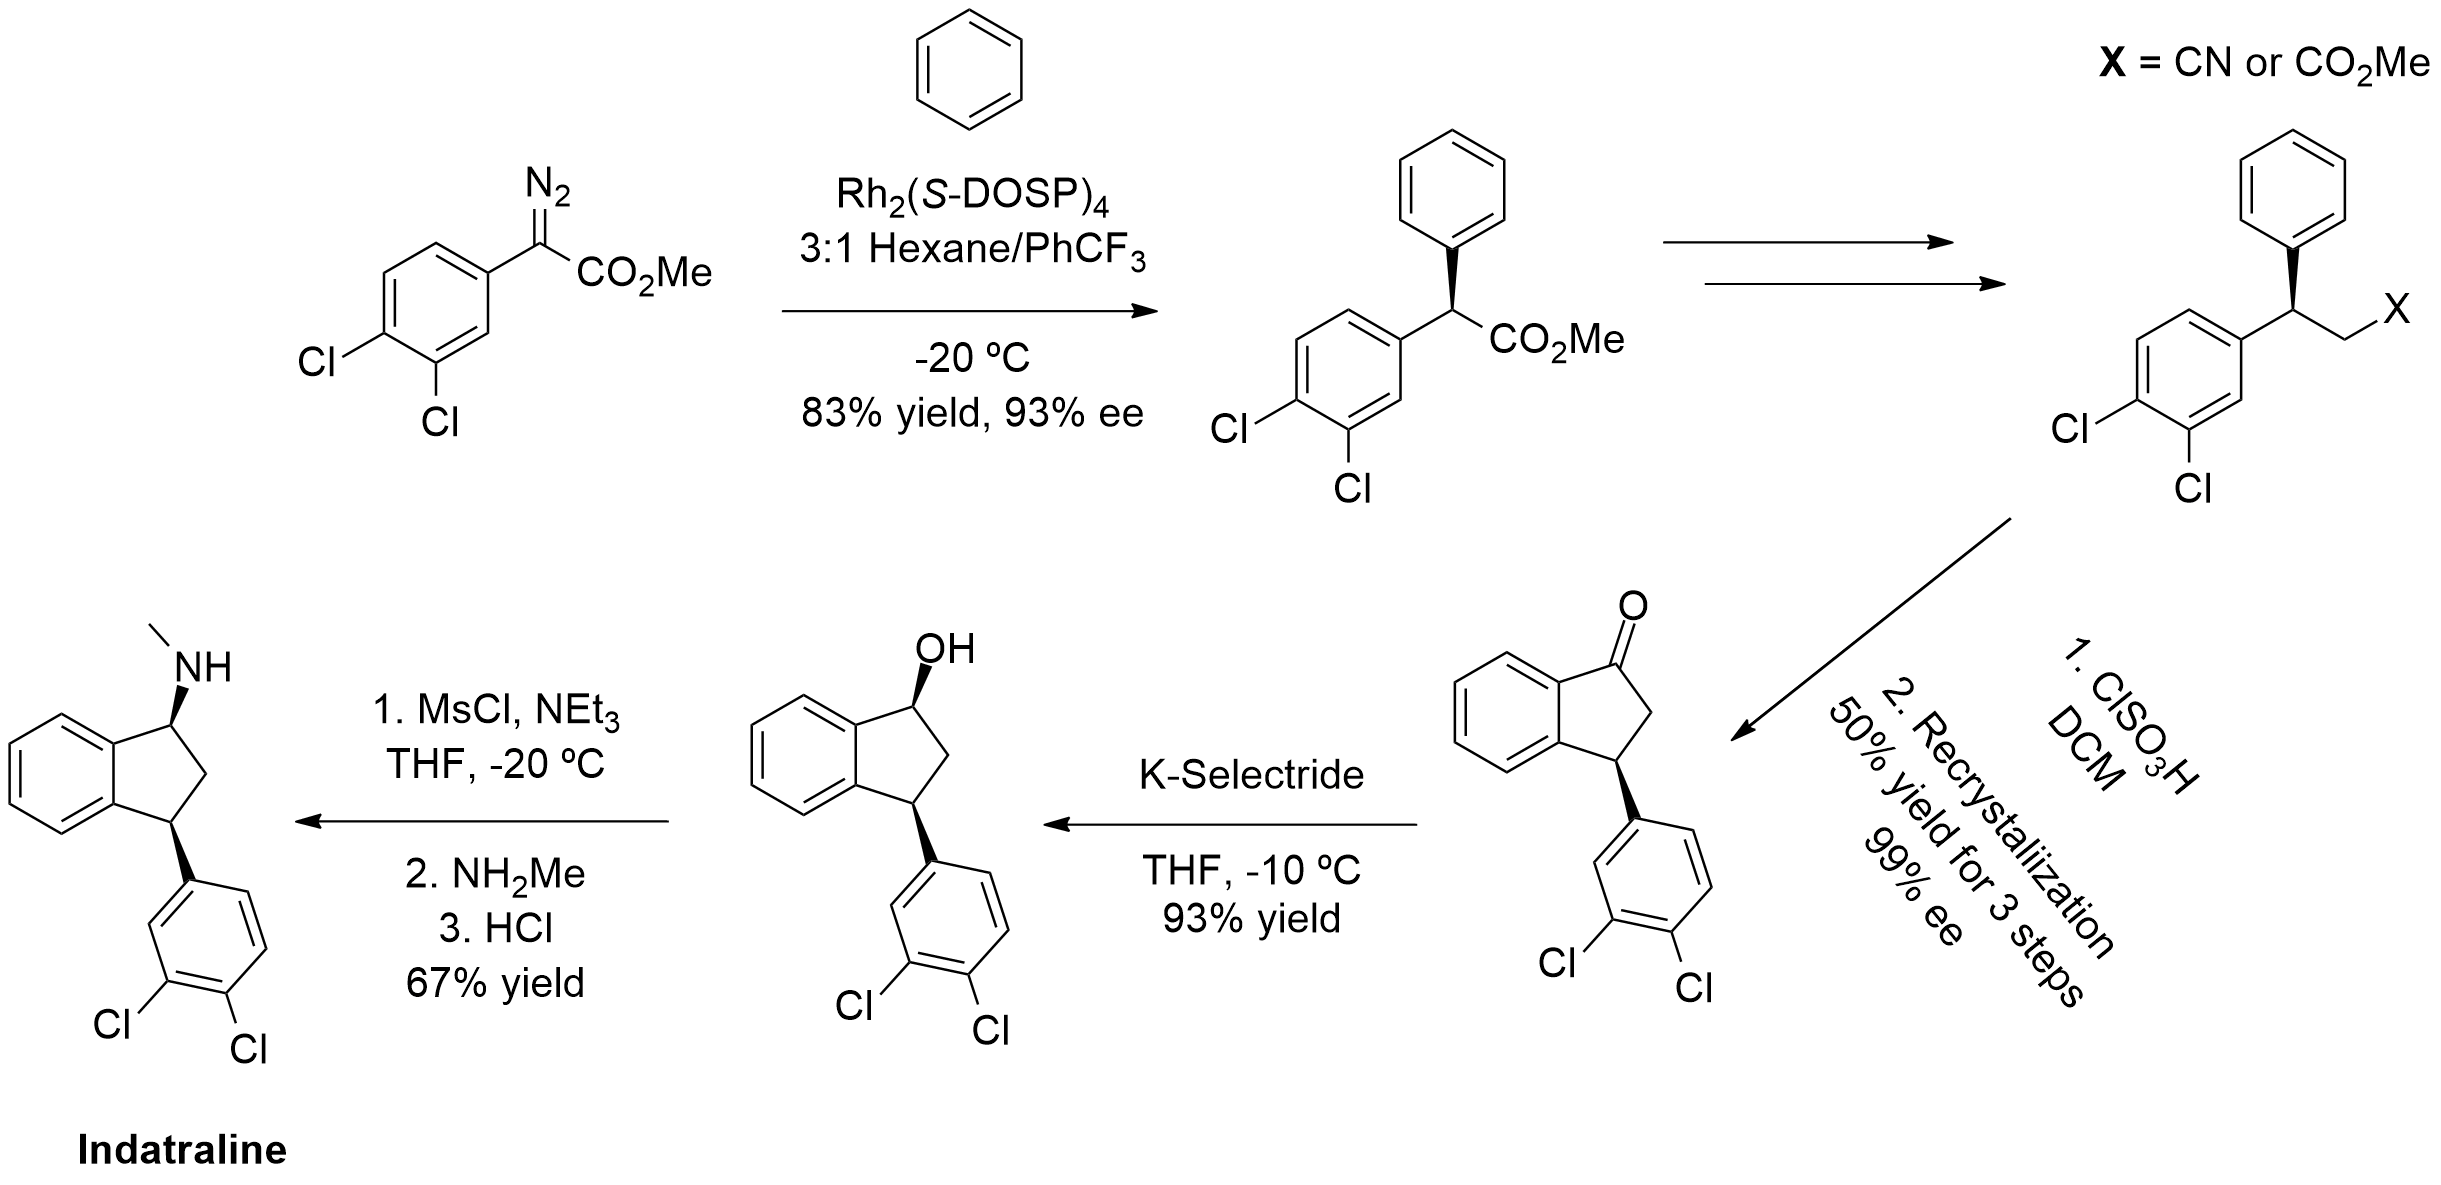 X = CN or CO2Me
N2
CO2Me
Cl
Cl
Rh2(S-DOSP)4
3:1 Hexane/PhCF3
-20 ºC
83% yield, 93% ee
CO2Me
Cl
Cl
X
Cl
Cl
1. ClSO3H
DCM
2. Recrystaliization
50% yield for 3 steps
99% ee
O
Cl
Cl
K-Selectride
THF, -10 ºC
93% yield
OH
Cl
Cl
1. MsCl, NEt3
THF, -20 ºC
2. NH2Me
3. HCl
67% yield
NH
Cl
Cl
Indatraline